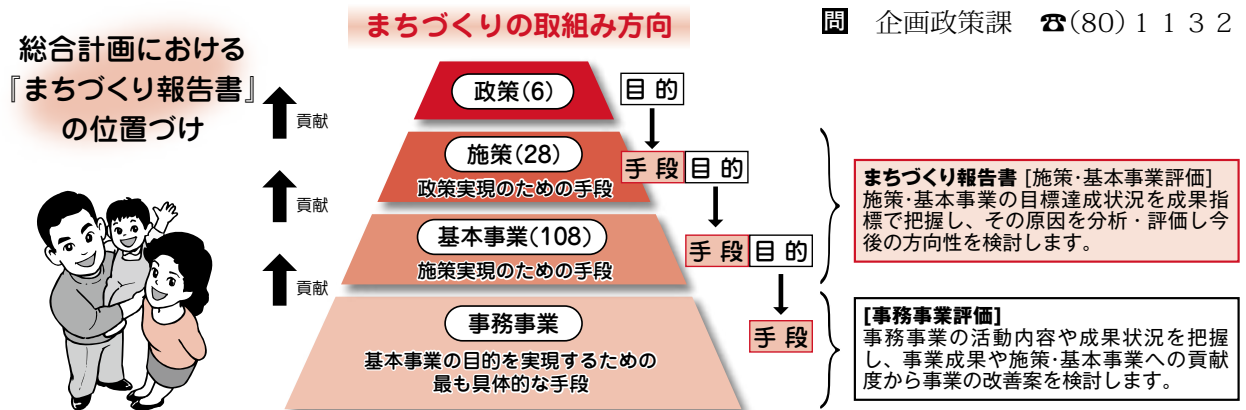 総合計画における
『まちづくり報告書』
の位置づけ
まちづくりの取組み方向
問 企画政策課 ☎(80)1132
政策(6)
目的
貢献
施策(28)
政策実現のための手段
手段 目的
貢献
基本事業(108)
施策実現のための手段
手段 目的
貢献
事務事業
基本事業の目的を実現するための
最も具体的な手段
手段
まちづくり報告書 [施策･基本事業評価]
施策･基本事業の目標達成状況を成果指
標で把握し、その原因を分析・評価し今
後の方向性を検討します。
[事務事業評価]
事務事業の活動内容や成果状況を把握
し、事業成果や施策･基本事業への貢献
度から事業の改善案を検討します。